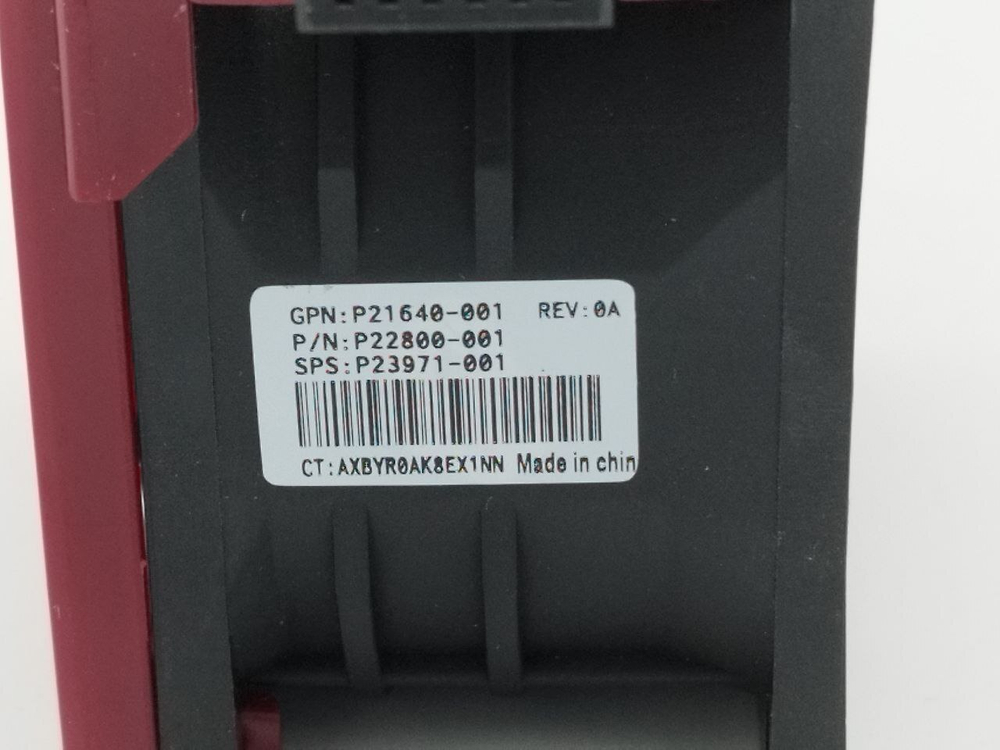 GPN:P21640-001 REV:0A
P/N:P22800-001
SPS:P23971-001
CT:AXBYR0AK8EX1NN Made in chin